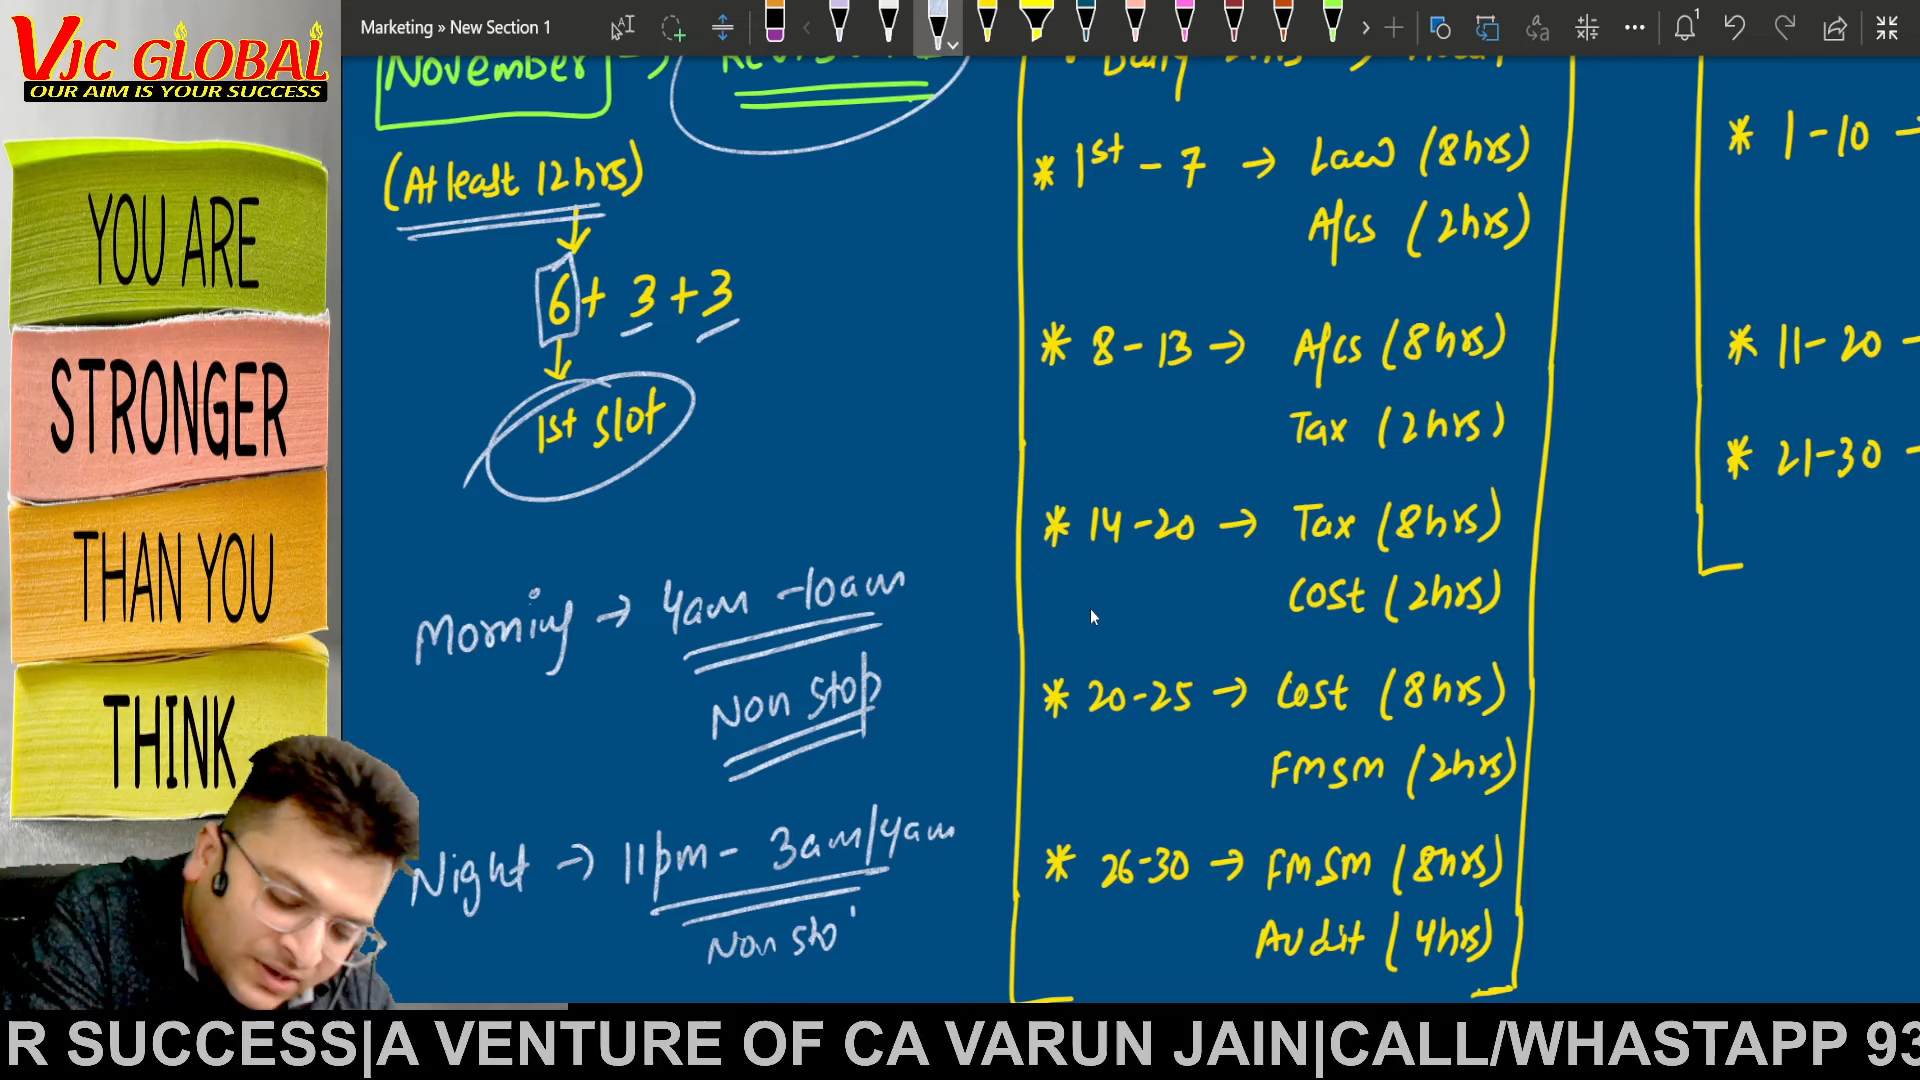 VJC GLOBAL
OUR AIM IS YOUR SUCCESS
YOU ARE
STRONGER
THAN YOU
THINK
Marketing » New Section 1
November →
(At least 12hrs)
6 + 3 + 3
1st slot
Morning → 4am - 10am
Non Stop
Night → 11pm - 3am/4am
Non sto
* 1st - 7 → Law (8hrs)
A/cs (2hrs)
* 8 - 13 → A/cs (8hrs)
Tax (2hrs)
* 14 - 20 → Tax (8hrs)
Cost (2hrs)
* 20 - 25 → Cost (8hrs)
FMSM (2hrs)
* 26-30 → FMSM (8hrs)
Audit (4hrs)
* 1 - 10 →
* 11 - 20 →
* 21-30 →
R SUCCESS|A VENTURE OF CA VARUN JAIN|CALL/WHASTAPP 93